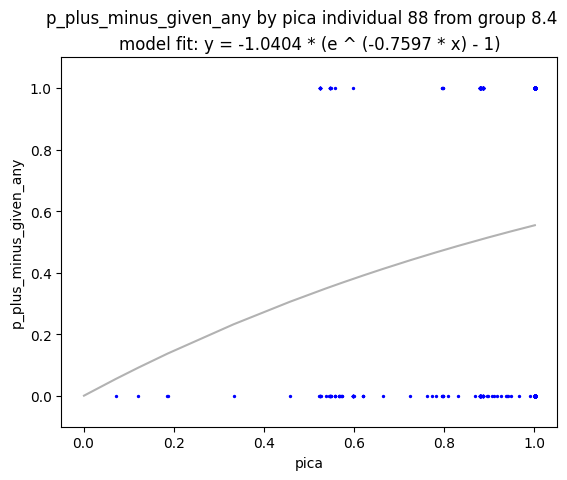 p_plus_minus_given_any by pica individual 88 from group 8.4
model fit: y = -1.0404 * (e ^ (-0.7597 * x) - 1)
1.0
0.8
0.6
0.4
0.2
0.0
p_plus_minus_given_any
0.0 0.2 0.4 0.6 0.8 1.0
pica